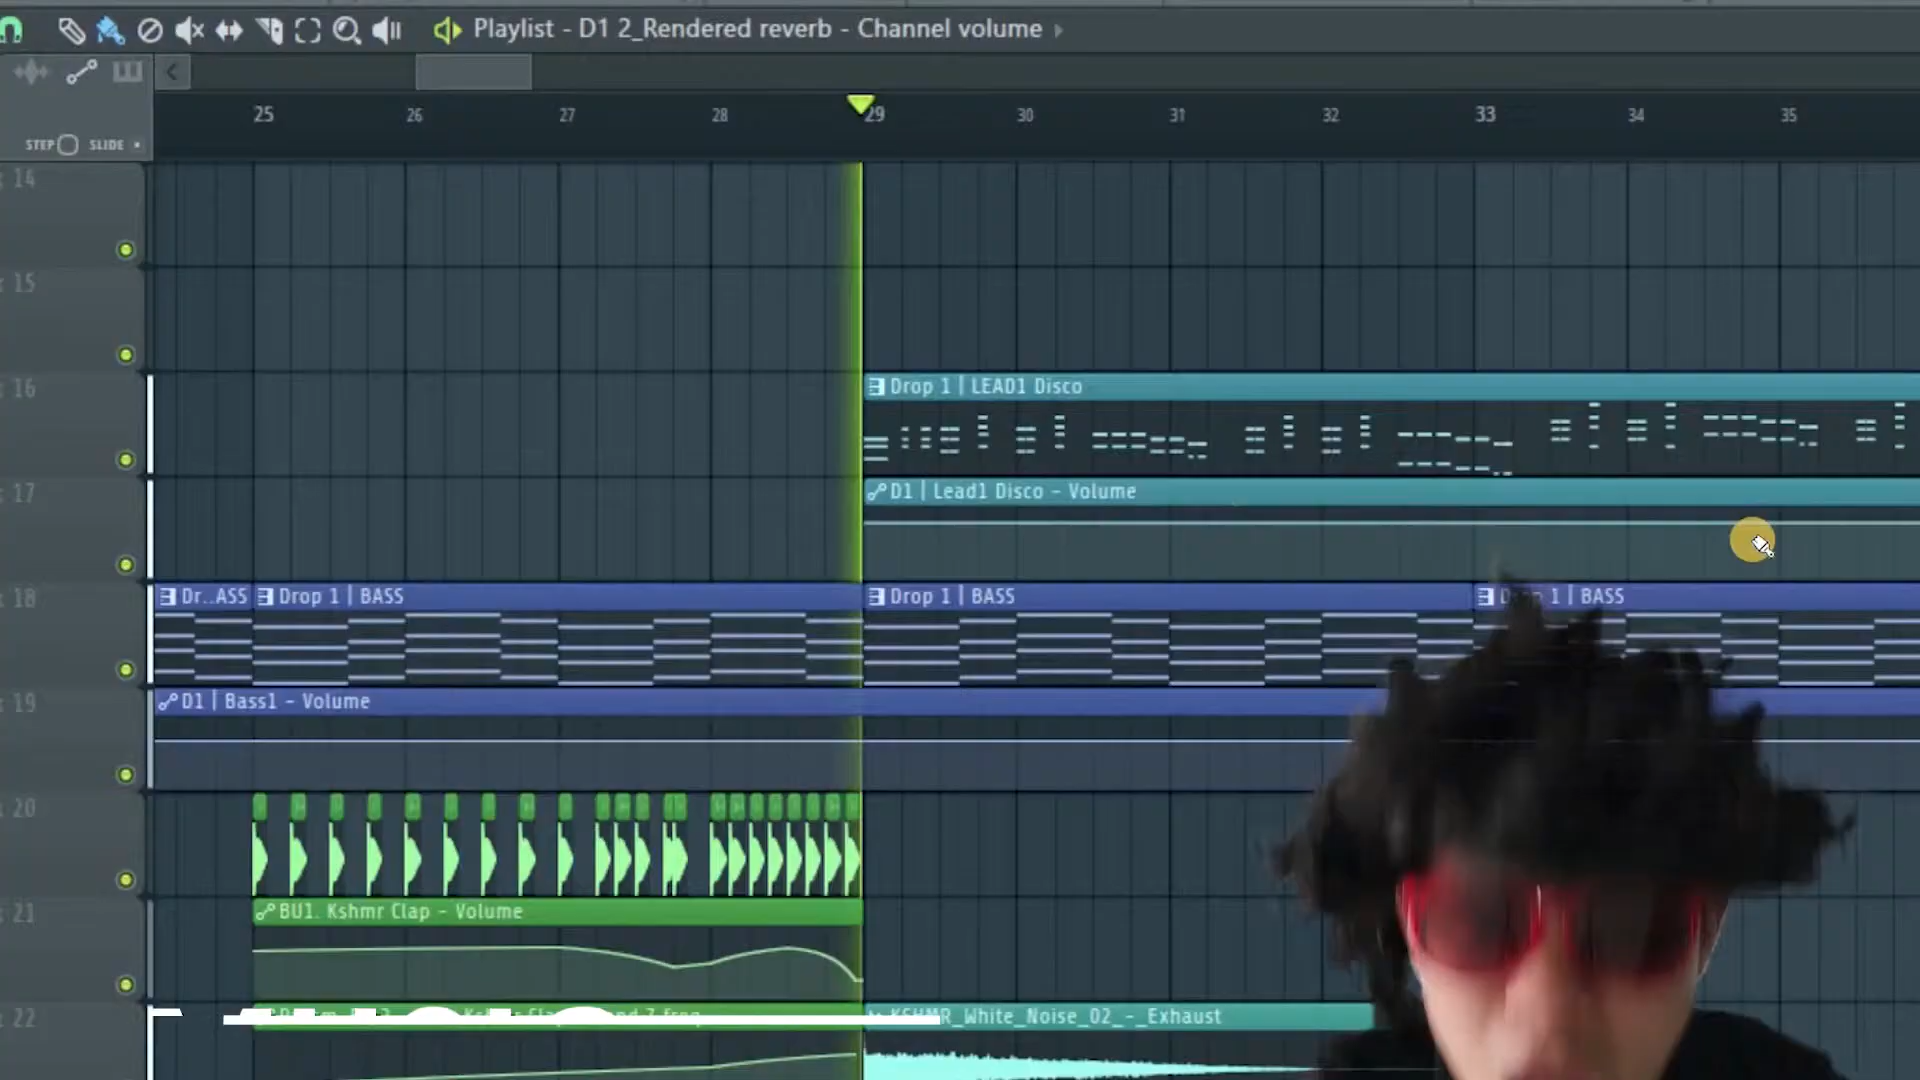 Playlist - D1 2_Rendered reverb - Channel volume
25 26 27 28 29 30 31 32 33 34 35
STEP SLIDE
14
15
16
Drop 1 | LEAD1 Disco
17
D1 | Lead1 Disco - Volume
18
Dr..ASS Drop 1 | BASS Drop 1 | BASS 1 | BASS
19
D1 | Bass1 - Volume
20
21
BU1. Kshmr Clap - Volume
22
KSHMR_White_Noise_02_-_Exhaust